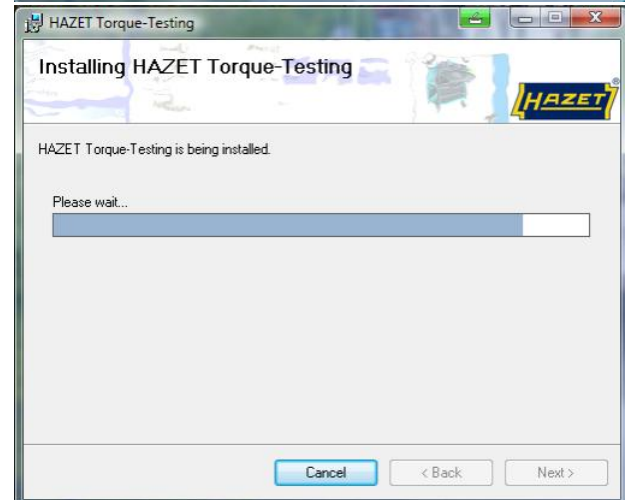 HAZET Torque-Testing
Installing HAZET Torque-Testing
HAZET®
HAZET Torque-Testing is being installed.
Please wait...
Cancel
< Back
Next >